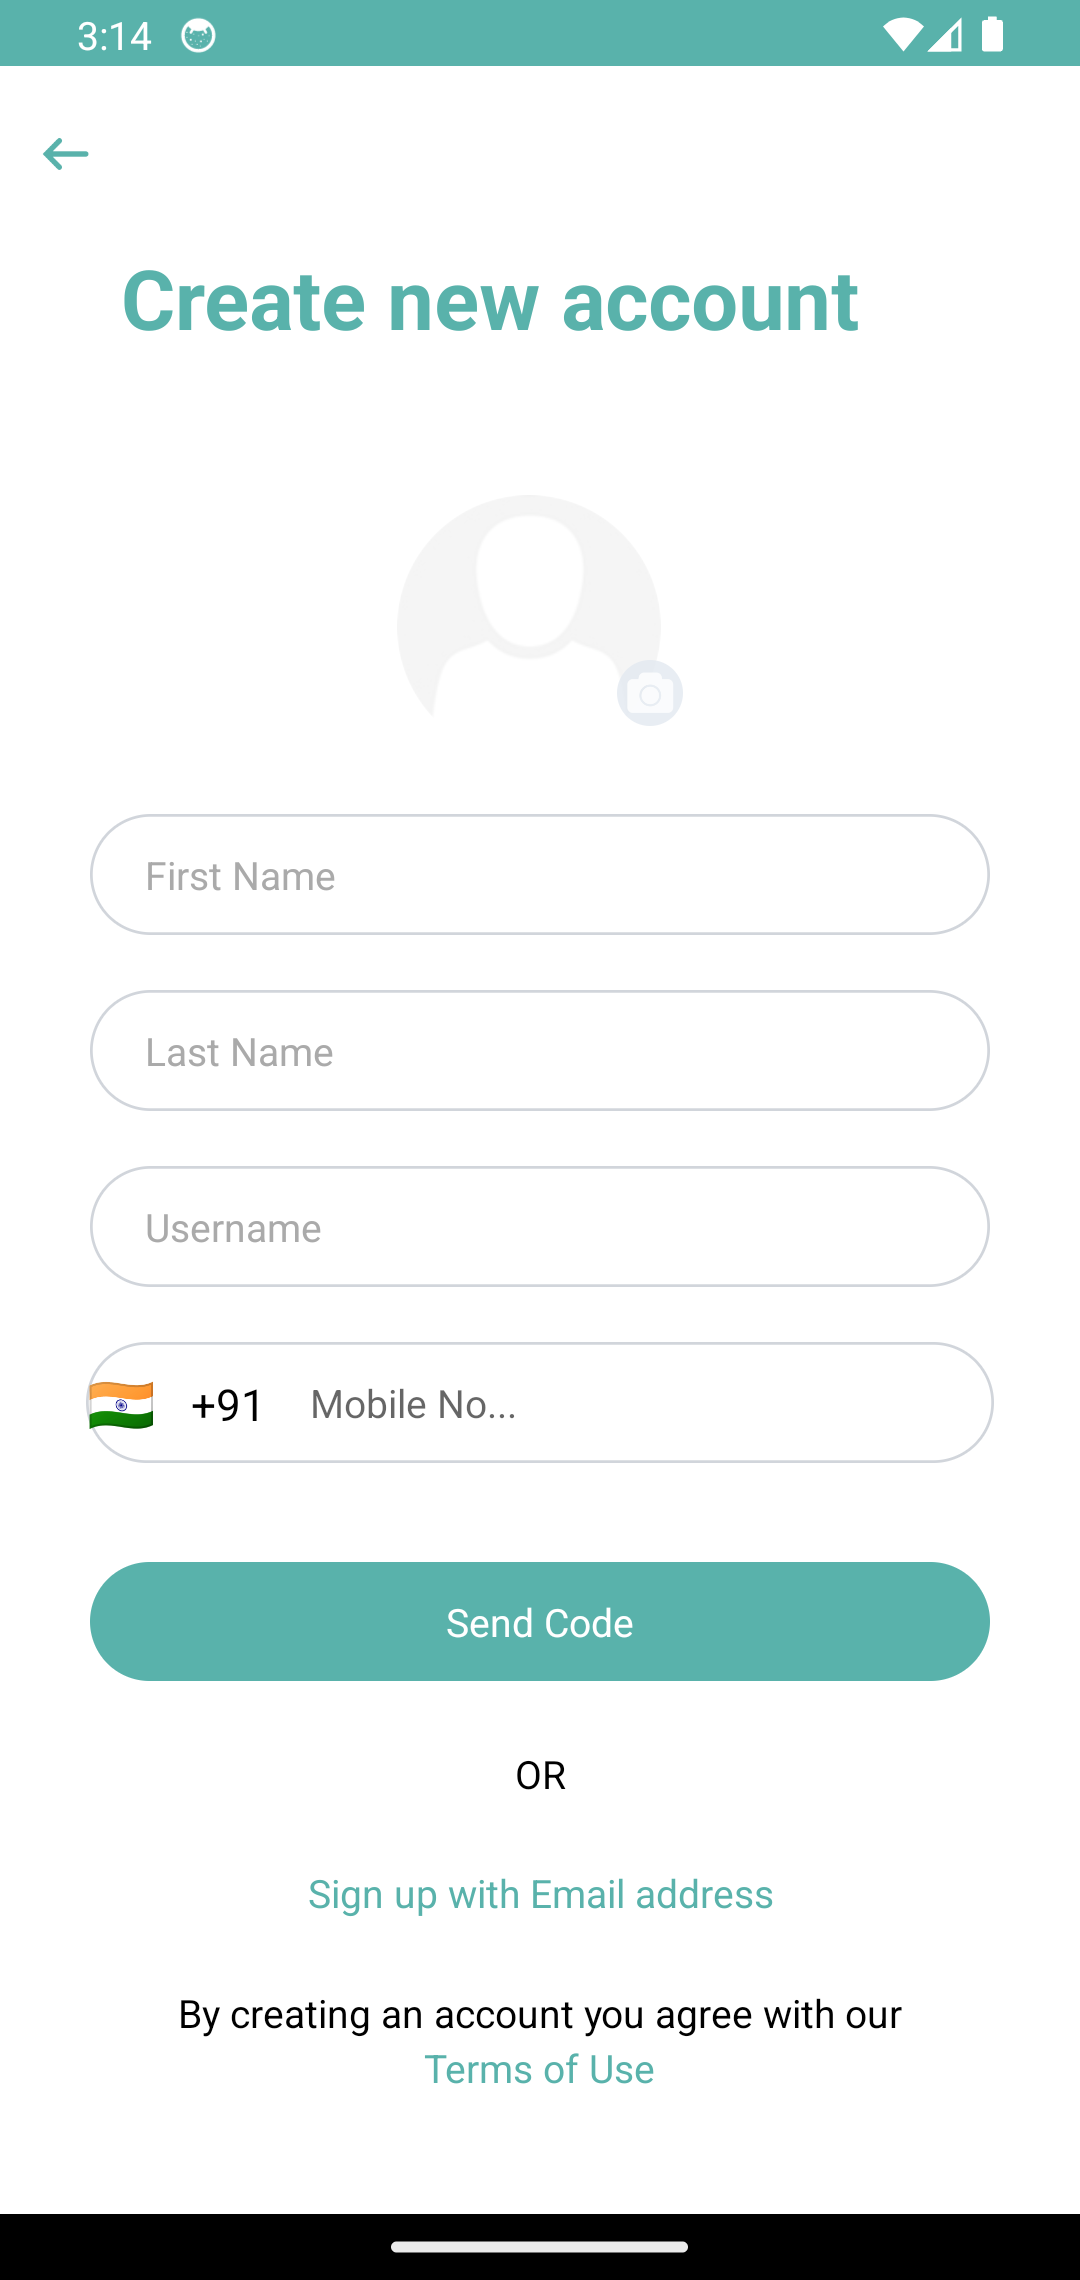 3:14
Create new account
First Name
Last Name
Username
🇮🇳 +91 Mobile No...
Send Code
OR
Sign up with Email address
By creating an account you agree with our
Terms of Use